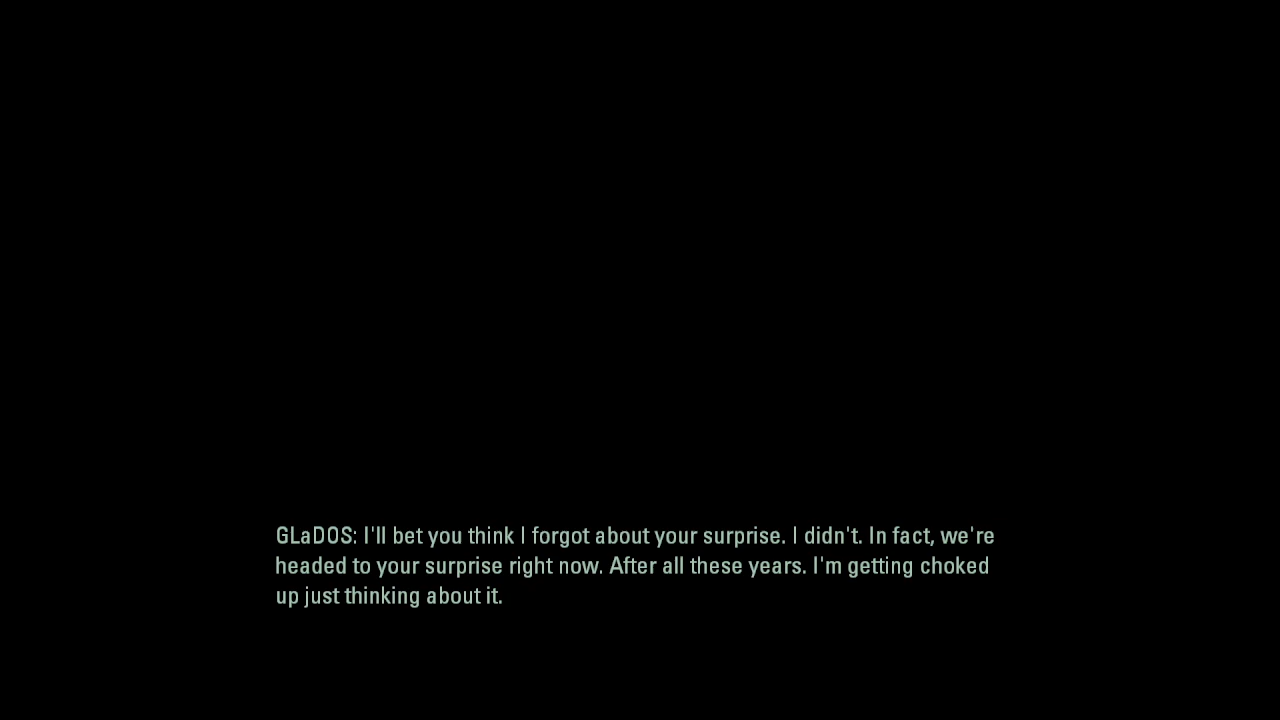 GLaDOS: I'll bet you think I forgot about your surprise. I didn't. In fact, we're
headed to your surprise right now. After all these years. I'm getting choked
up just thinking about it.